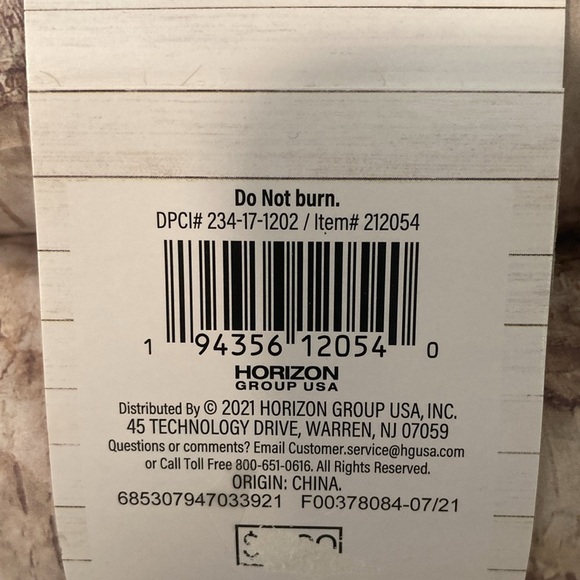 Do Not burn.
DPCI# 234-17-1202 / Item# 212054
1 94356 12054 0
HORIZON
GROUP USA
Distributed By © 2021 HORIZON GROUP USA, INC.
45 TECHNOLOGY DRIVE, WARREN, NJ 07059
Questions or comments? Email Customer.service@hgusa.com
or Call Toll Free 800-651-0616. All Rights Reserved.
ORIGIN: CHINA.
685307947033921 F00378084-07/21